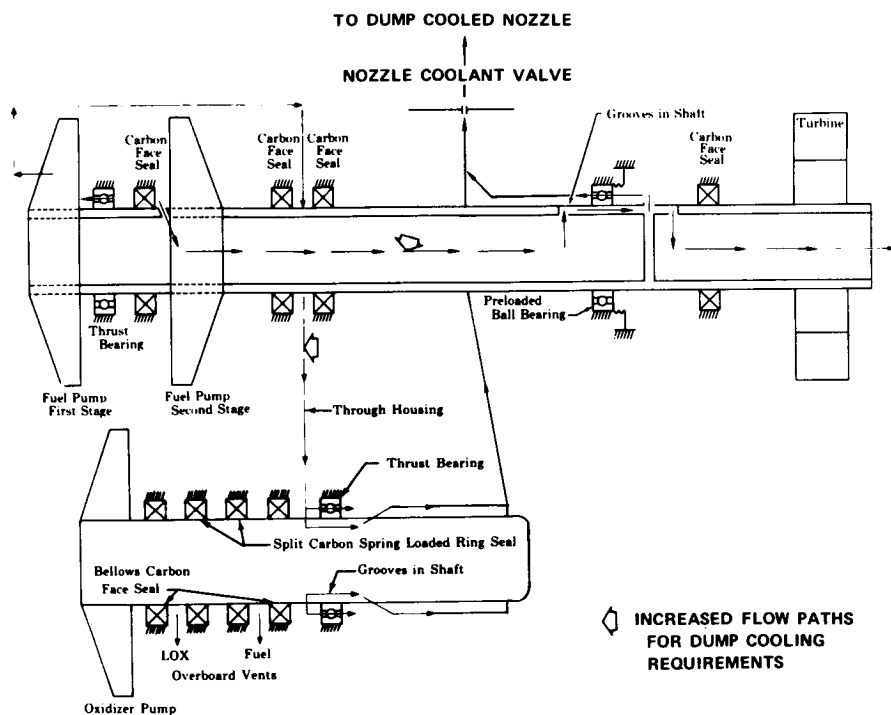 TO DUMP COOLED NOZZLE
NOZZLE COOLANT VALVE
Grooves in Shaft
Carbon
Face
Seal
Carbon
Face
Seal
Carbon
Face
Seal
Carbon
Face
Seal
Turbine
Thrust
Bearing
Preloaded
Ball Bearing
Fuel Pump
First Stage
Fuel Pump
Second Stage
Through Housing
Thrust Bearing
Split Carbon Spring Loaded Ring Seal
Bellows Carbon
Face Seal
Grooves in Shaft
LOX
Fuel
Overboard Vents
Oxidizer Pump
INCREASED FLOW PATHS
FOR DUMP COOLING
REQUIREMENTS